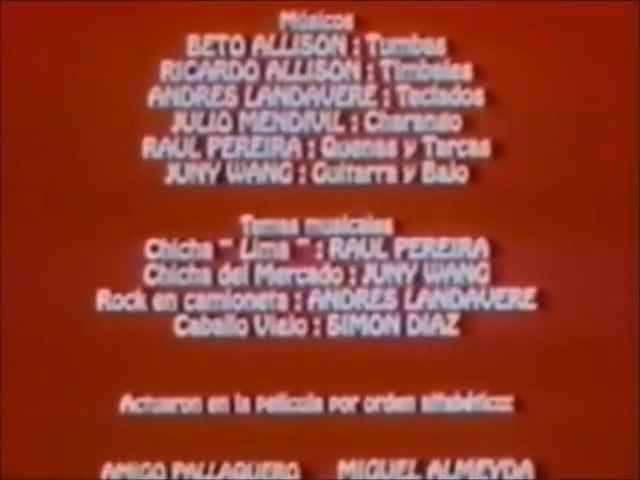 Músicos
BETO ALLISON : Tumbas
RICARDO ALLISON : Timbales
ANDRES LANDAVERE : Teclados
JULIO MENDIVIL : Charango
RAUL PEREIRA : Quenas y Tarcas
JUNY WANG : Guitarra y Bajo
Temas musicales
Chicha " Lima " : RAUL PEREIRA
Chicha del Mercado : JUNY WANG
Rock en camioneta : ANDRES LANDAVERE
Caballo Viejo : SIMON DIAZ
Actuaron en la película por orden alfabético:
AMIGO PALLAQUERO MIGUEL ALMEYDA